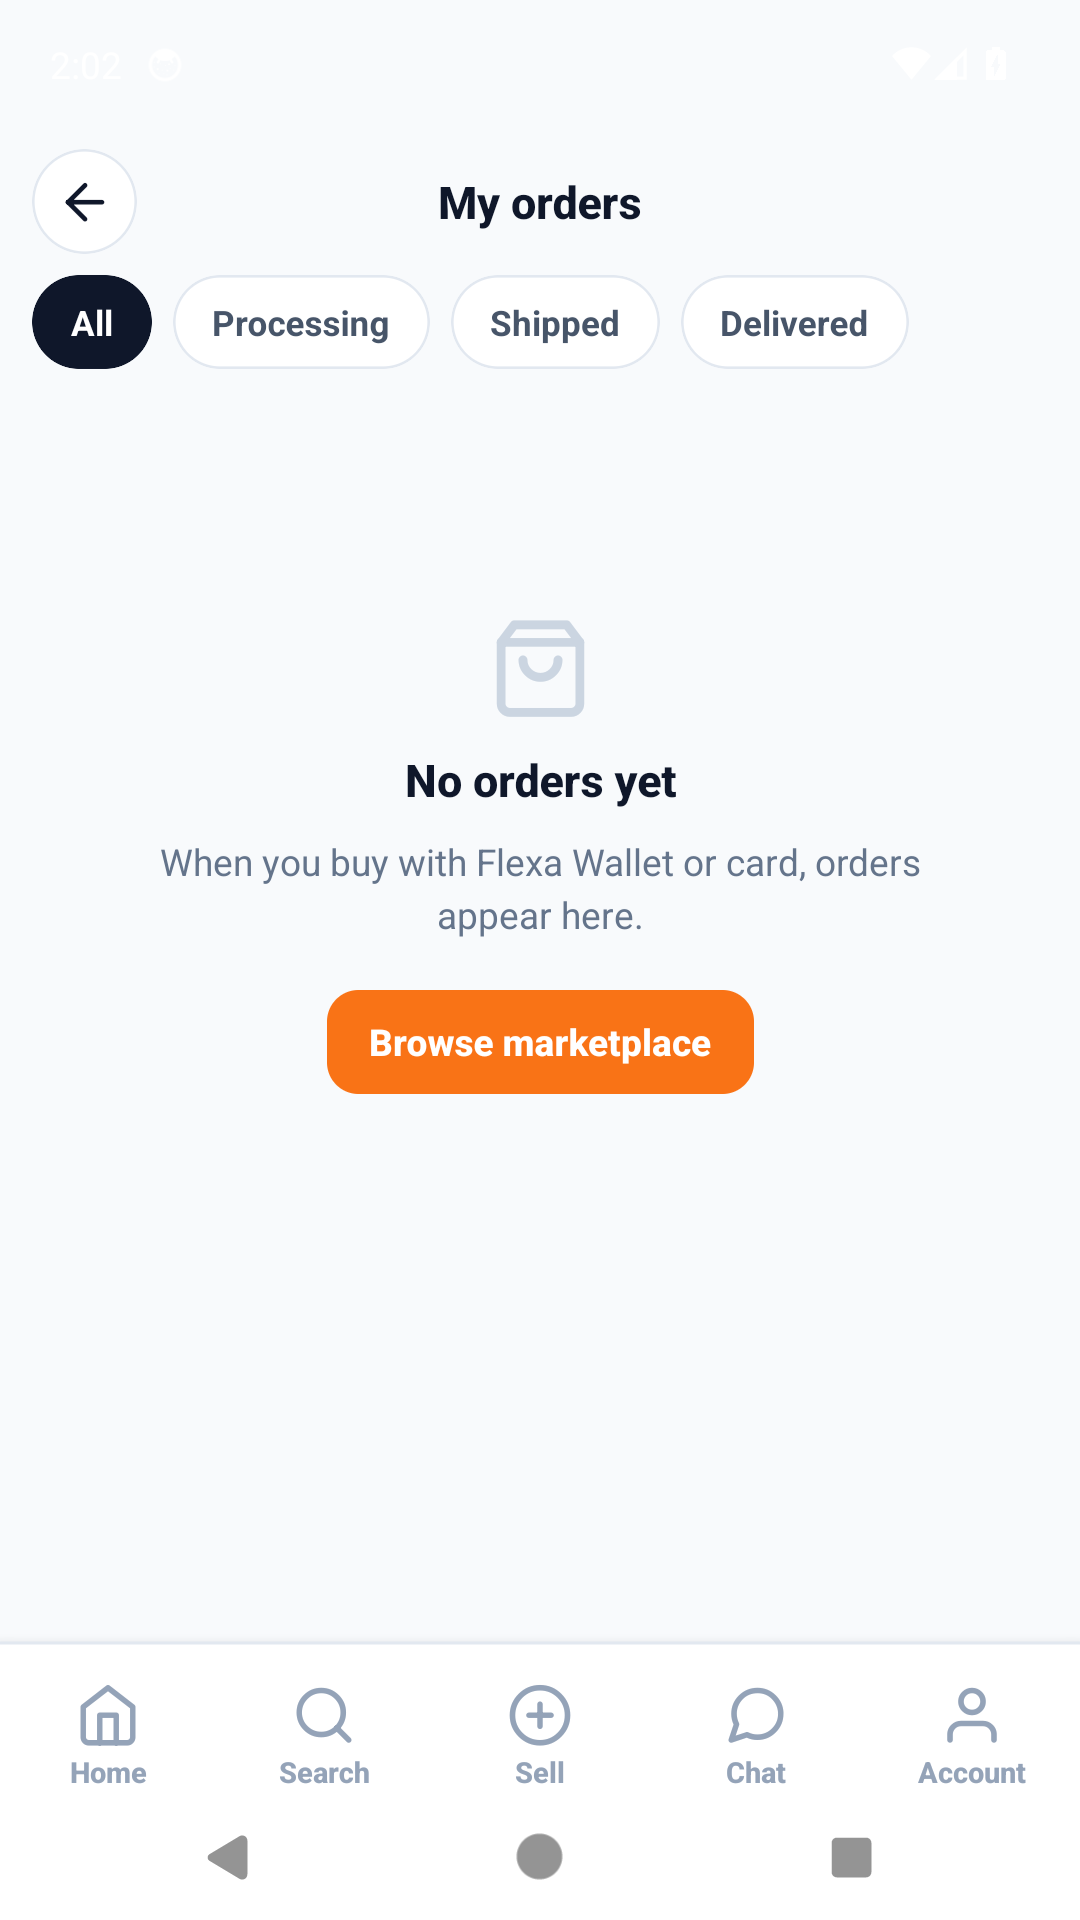 2:02
My orders
All
Processing
Shipped
Delivered
No orders yet
When you buy with Flexa Wallet or card, orders
appear here.
Browse marketplace
Home
Search
Sell
Chat
Account